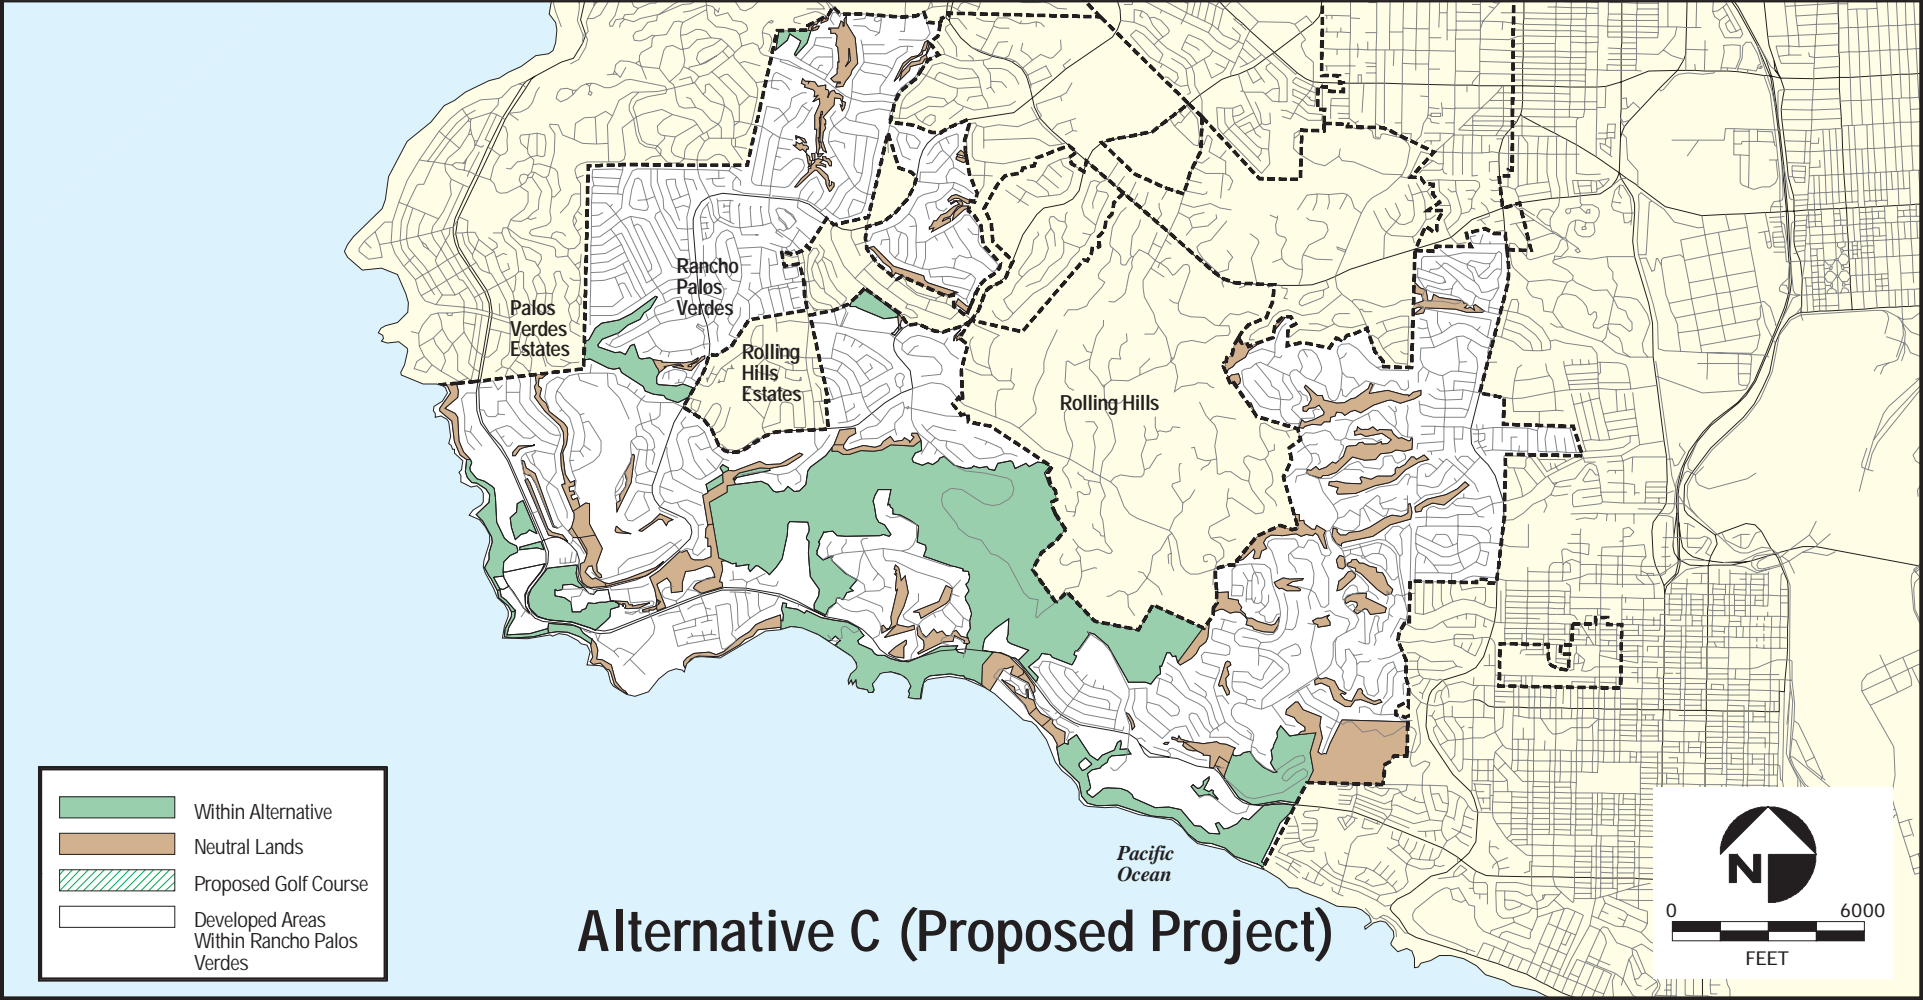 Rancho
Palos
Verdes
Palos
Verdes
Estates
Rolling
Hills
Estates
Rolling Hills
Pacific
Ocean
Within Alternative
Neutral Lands
Proposed Golf Course
Developed Areas
Within Rancho Palos
Verdes
Alternative C (Proposed Project)
N
0 6000
FEET